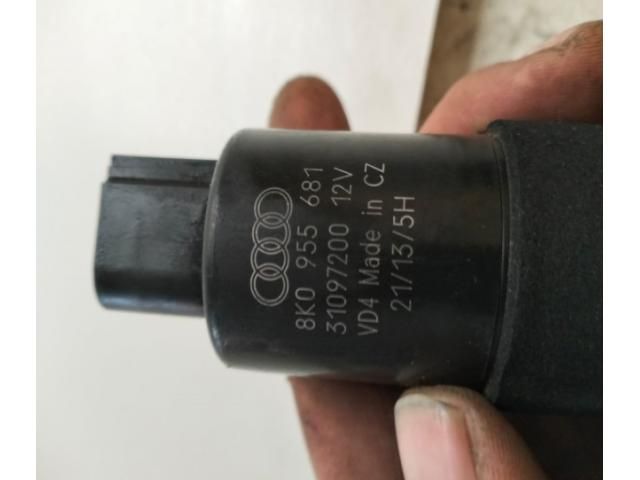 8K0 955 681
31097200 12V
VD4 Made in CZ
21/13/5H